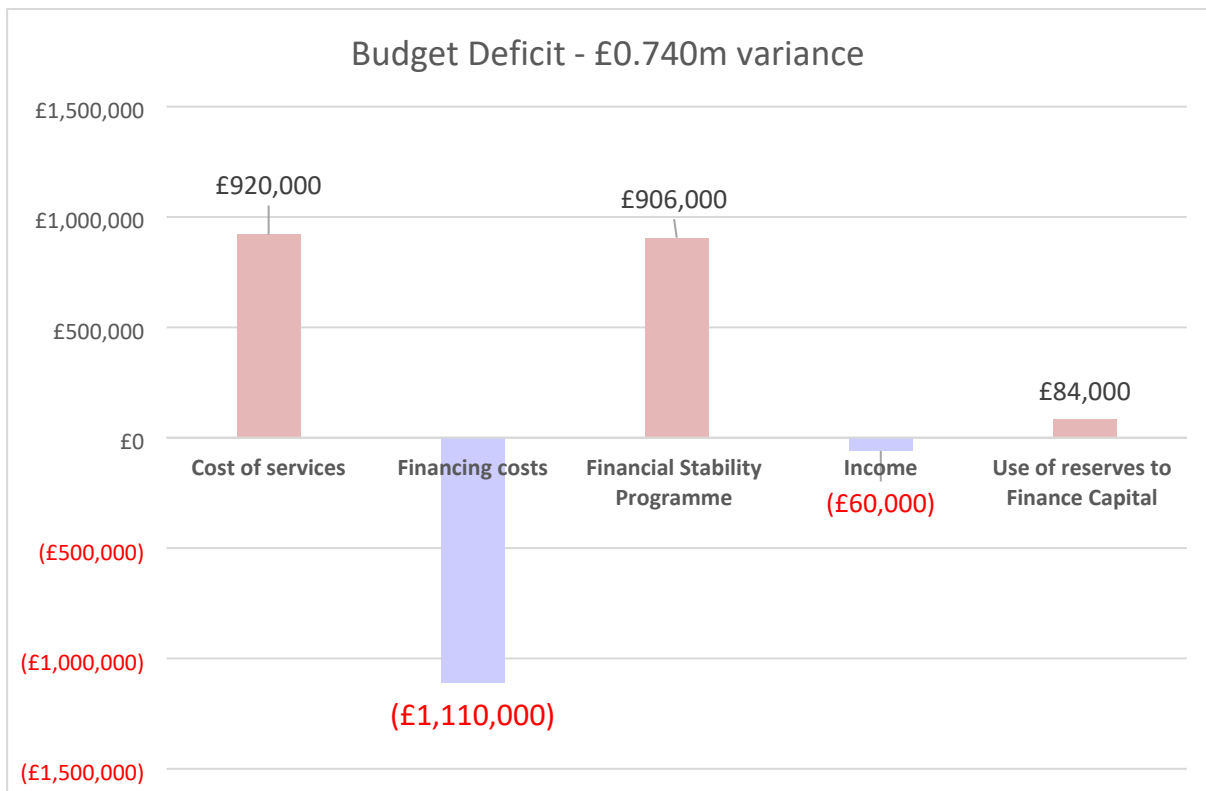 Budget Deficit - £0.740m variance
£1,500,000
£920,000
£906,000
£1,000,000
£500,000
£84,000
£0
Cost of services
Financing costs
Financial Stability
Programme
Income
Use of reserves to
Finance Capital
(£60,000)
(£500,000)
(£1,000,000)
(£1,110,000)
(£1,500,000)